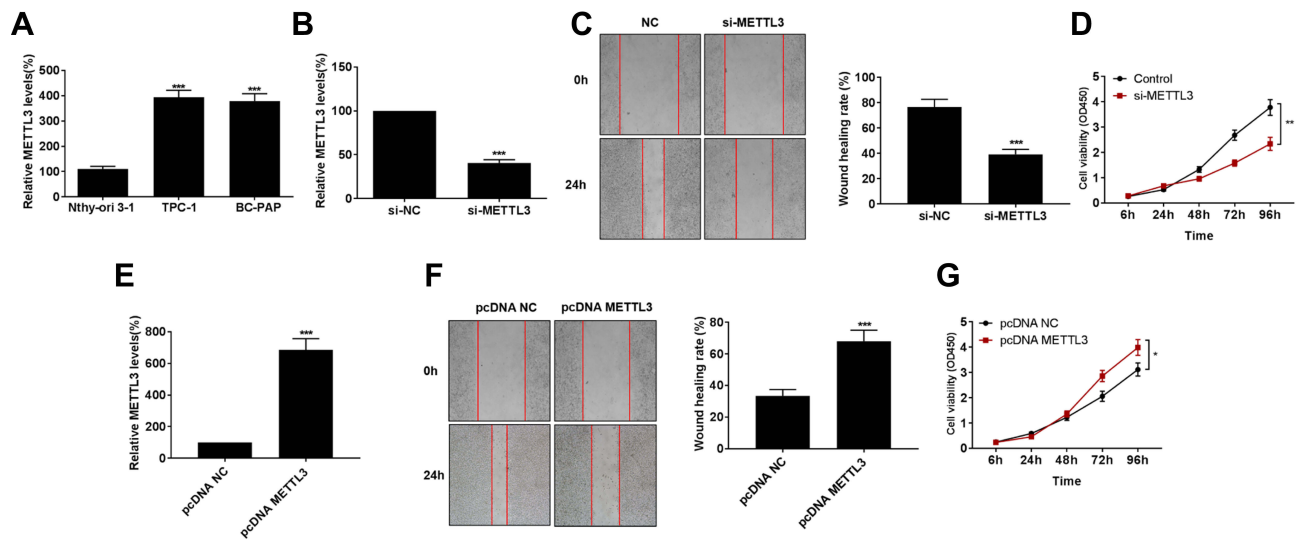 A
Relative METTL3 levels(%)
500
400
300
200
100
0
***
***
Nthy-ori 3-1
TPC-1
BC-PAP
B
Relative METTL3 levels(%)
150
100
50
0
***
si-NC
si-METTL3
C
NC
si-METTL3
0h
24h
Wound healing rate (%)
100
80
60
40
20
0
***
si-NC
si-METTL3
D
Cell viability (OD450)
5
4
3
2
1
0
Control
si-METTL3
**
6h
24h
48h
72h
96h
Time
E
Relative METTL3 levels(%)
800
600
400
200
0
***
pcDNA NC
pcDNA METTL3
F
pcDNA NC
pcDNA METTL3
0h
24h
Wound healing rate (%)
80
60
40
20
0
***
pcDNA NC
pcDNA METTL3
G
Cell viability (OD450)
5
4
3
2
1
0
pcDNA NC
pcDNA METTL3
*
6h
24h
48h
72h
96h
Time